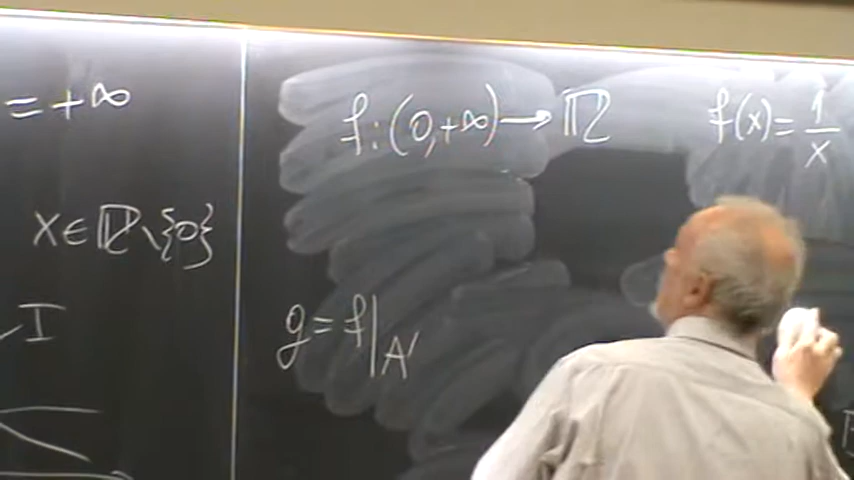 = +∞
x ∈ ℝ \ {0}
I
f: (0, +∞) → ℝ
f(x) = 1/x
g = f|A'